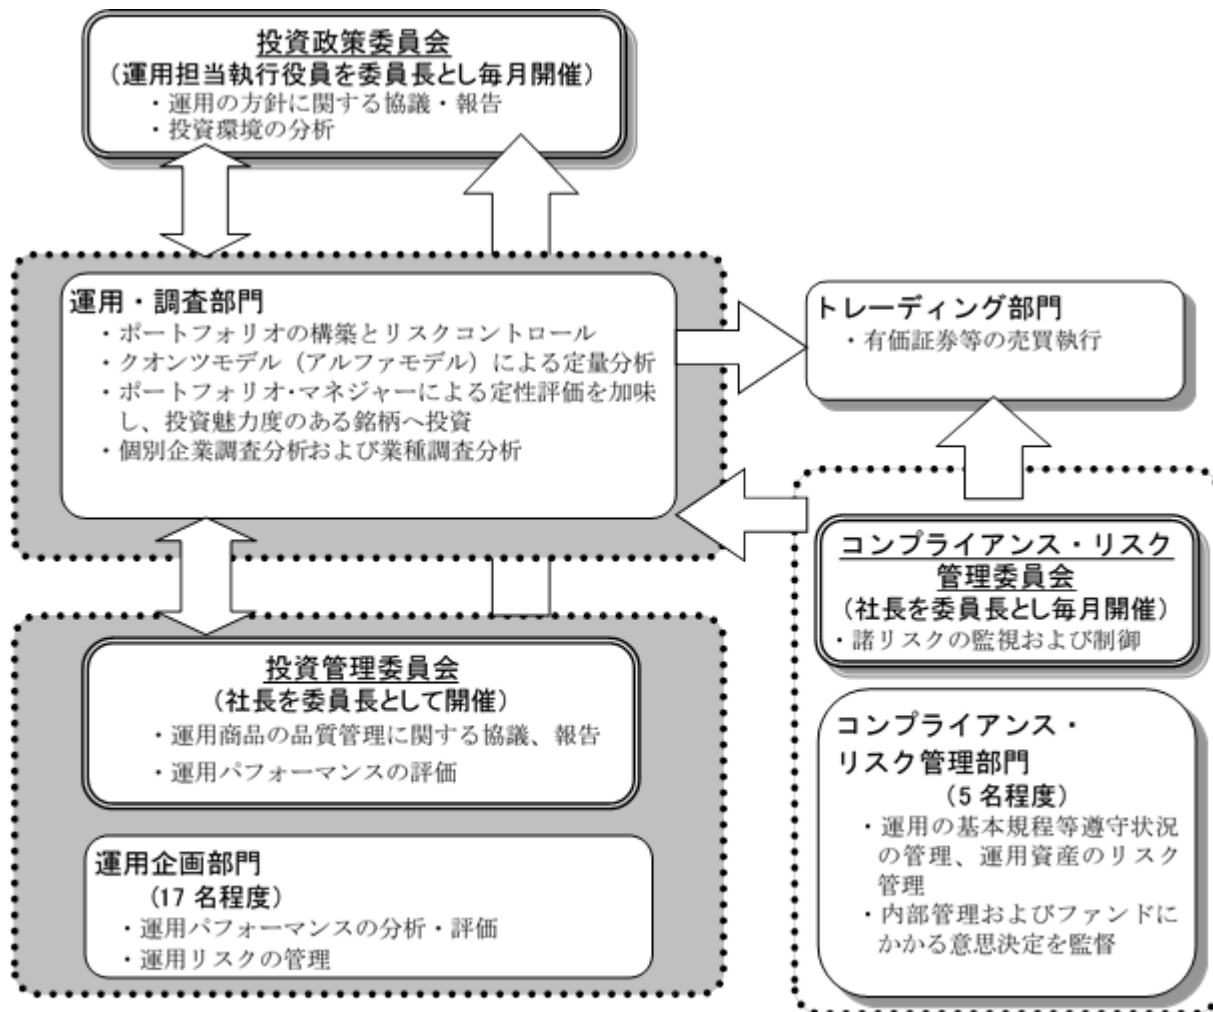 投資政策委員会
(運用担当執行役員を委員長とし毎月開催)
・運用の方針に関する協議・報告
・投資環境の分析
運用・調査部門
・ポートフォリオの構築とリスクコントロール
・クオンツモデル（アルファモデル）による定量分析
・ポートフォリオ･マネジャーによる定性評価を加味
し、投資魅力度のある銘柄へ投資
・個別企業調査分析および業種調査分析
トレーディング部門
・有価証券等の売買執行
コンプライアンス・リスク
管理委員会
(社長を委員長とし毎月開催)
・諸リスクの監視および制御
投資管理委員会
(社長を委員長として開催)
・運用商品の品質管理に関する協議、報告
・運用パフォーマンスの評価
運用企画部門
(17 名程度)
・運用パフォーマンスの分析・評価
・運用リスクの管理
コンプライアンス・
リスク管理部門
(5 名程度)
・運用の基本規程等遵守状況
の管理、運用資産のリスク
管理
・内部管理およびファンドに
かかる意思決定を監督